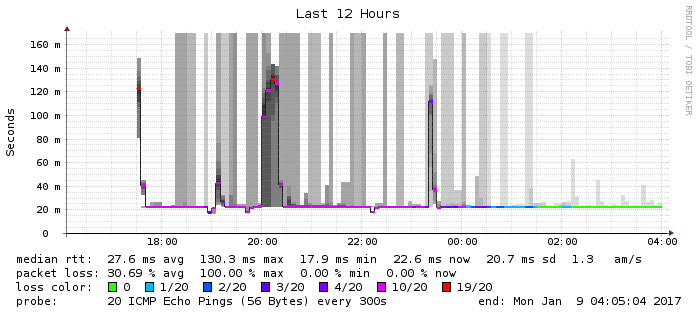 Last 12 Hours
RRDTOOL / TOBI OETIKER
Seconds
160 m
140 m
120 m
100 m
80 m
60 m
40 m
20 m
0
18:00 20:00 22:00 00:00 02:00 04:00
median rtt: 27.6 ms avg 130.3 ms max 17.9 ms min 22.6 ms now 20.7 ms sd 1.3 am/s
packet loss: 30.69 % avg 100.00 % max 0.00 % min 0.00 % now
loss color: 0 1/20 2/20 3/20 4/20 10/20 19/20
probe: 20 ICMP Echo Pings (56 Bytes) every 300s end: Mon Jan 9 04:05:04 2017